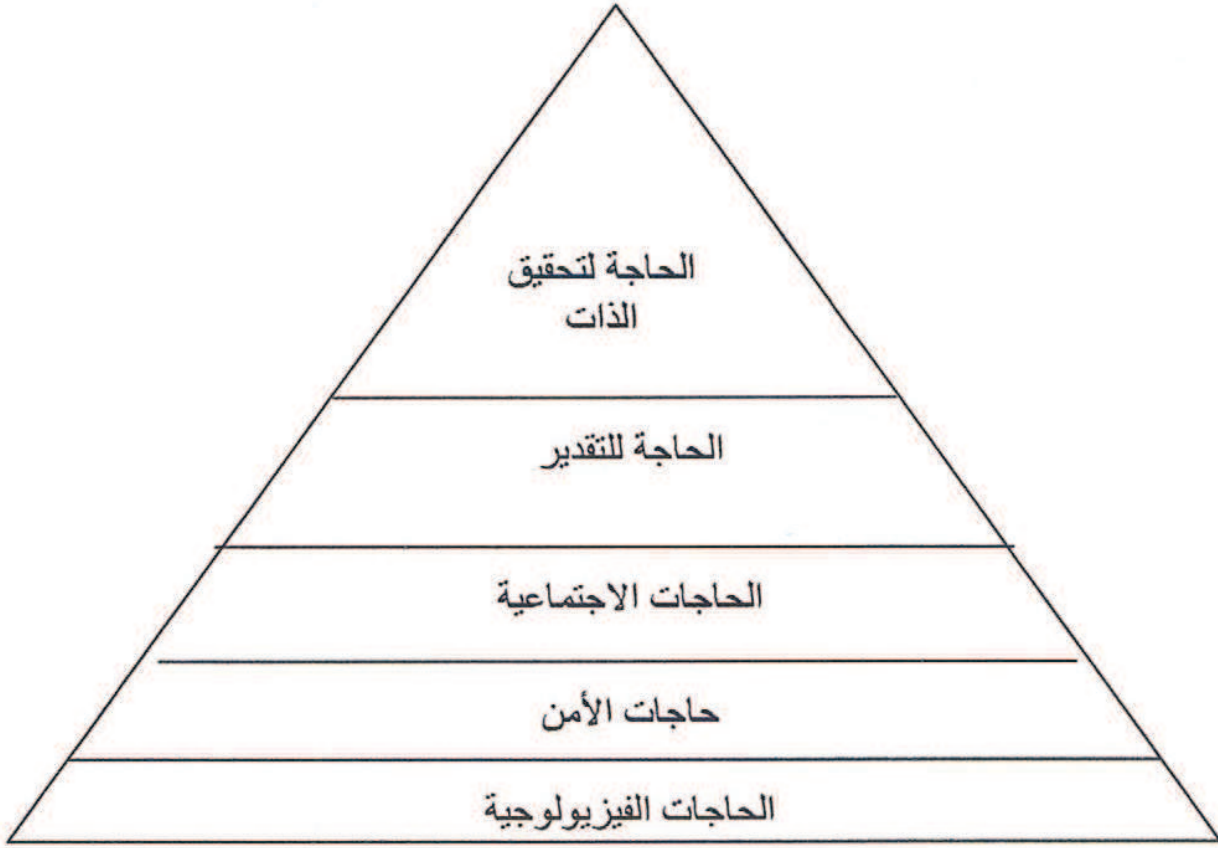 الحاجة لتحقيق
الذات
الحاجة للتقدير
الحاجات الاجتماعية
حاجات الأمن
الحاجات الفيزيولوجية